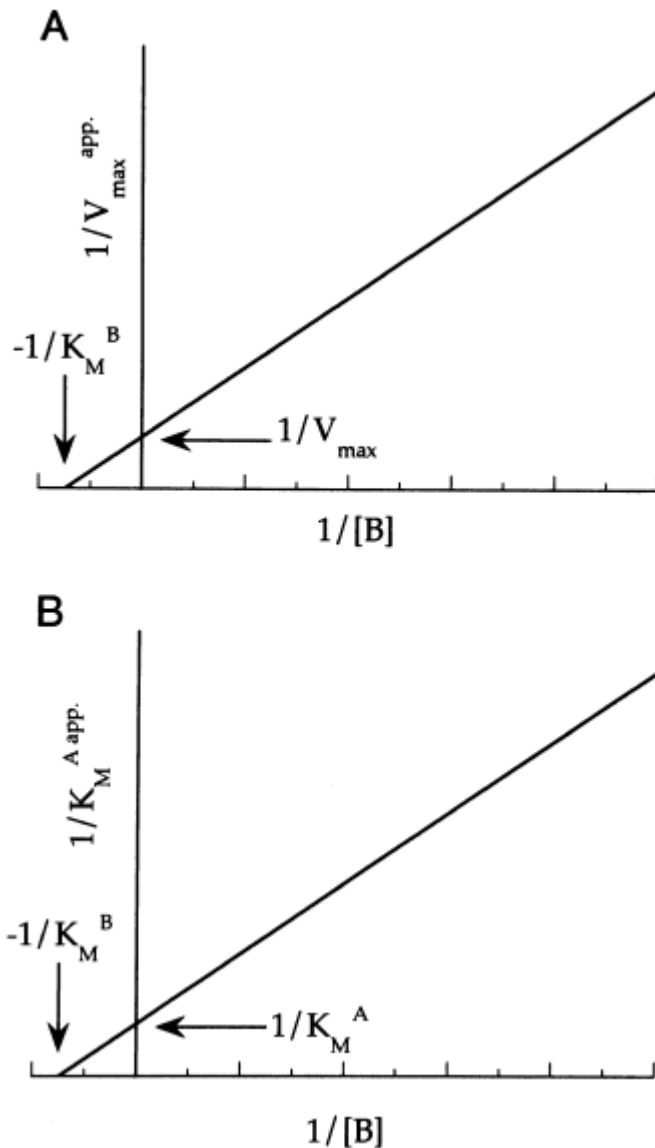 A
1/V_max^app.
-1/K_M^B
1/V_max
1/[B]
B
1/K_M^A app.
-1/K_M^B
1/K_M^A
1/[B]